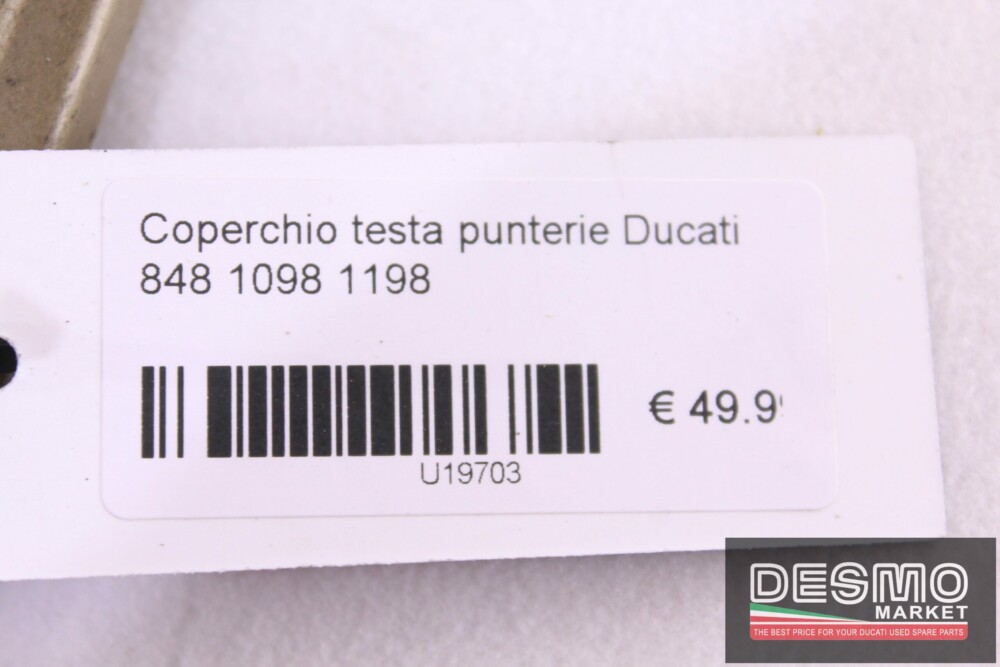 Coperchio testa punterie Ducati
848 1098 1198
€ 49.9
U19703
DESMO
MARKET
THE BEST PRICE FOR YOUR DUCATI USED SPARE PARTS